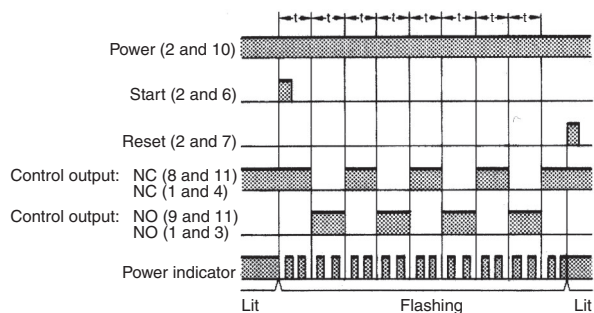 t t t t t t t t
Power (2 and 10)
Start (2 and 6)
Reset (2 and 7)
Control output: NC (8 and 11)
NC (1 and 4)
Control output: NO (9 and 11)
NO (1 and 3)
Power indicator
Lit Flashing Lit